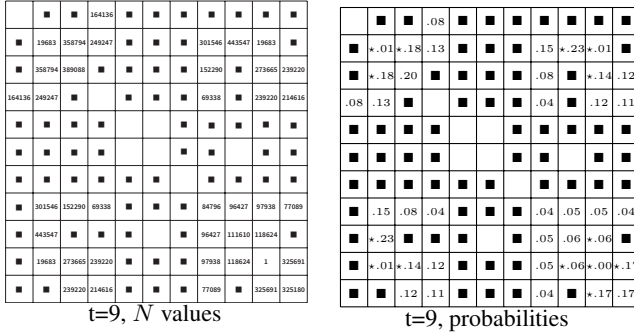 164136
19683 358794 249247 301546 443547 19683
358794 389088 152290 273665 239220
164136 249247 69338 239220 214616
301546 152290 69338 84796 96427 97938 77089
443547 96427 111610 118624
19683 273665 239220 97938 118624 1 325691
239220 214616 77089 325691 325180
t=9, N values
.08
⋆.01 ⋆.18 .13 .15 ⋆.23 ⋆.01
⋆.18 .20 .08 ⋆.14 .12
.08 .13 .04 .12 .11
.15 .08 .04 .04 .05 .05 .04
⋆.23 .05 .06 ⋆.06
⋆.01 ⋆.14 .12 .05 ⋆.06 ⋆.00 ⋆.17
.12 .11 .04 ⋆.17 ⋆.17
t=9, probabilities